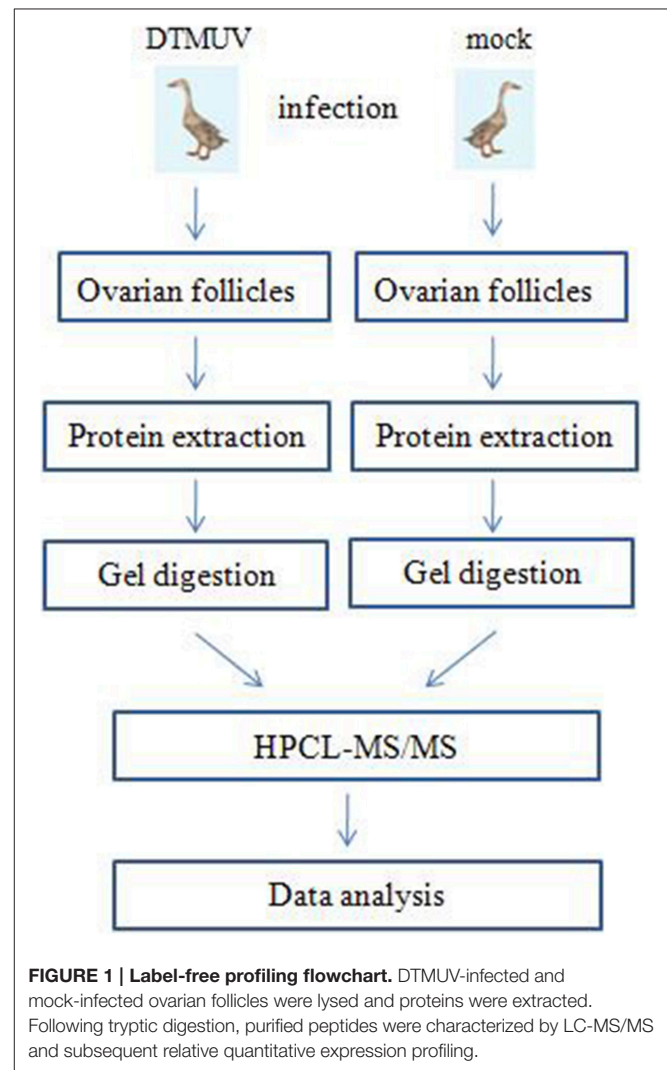 DTMUV mock
infection
Ovarian follicles Ovarian follicles
Protein extraction Protein extraction
Gel digestion Gel digestion
HPCL-MS/MS
Data analysis
FIGURE 1 | Label-free profiling flowchart. DTMUV-infected and
mock-infected ovarian follicles were lysed and proteins were extracted.
Following tryptic digestion, purified peptides were characterized by LC-MS/MS
and subsequent relative quantitative expression profiling.